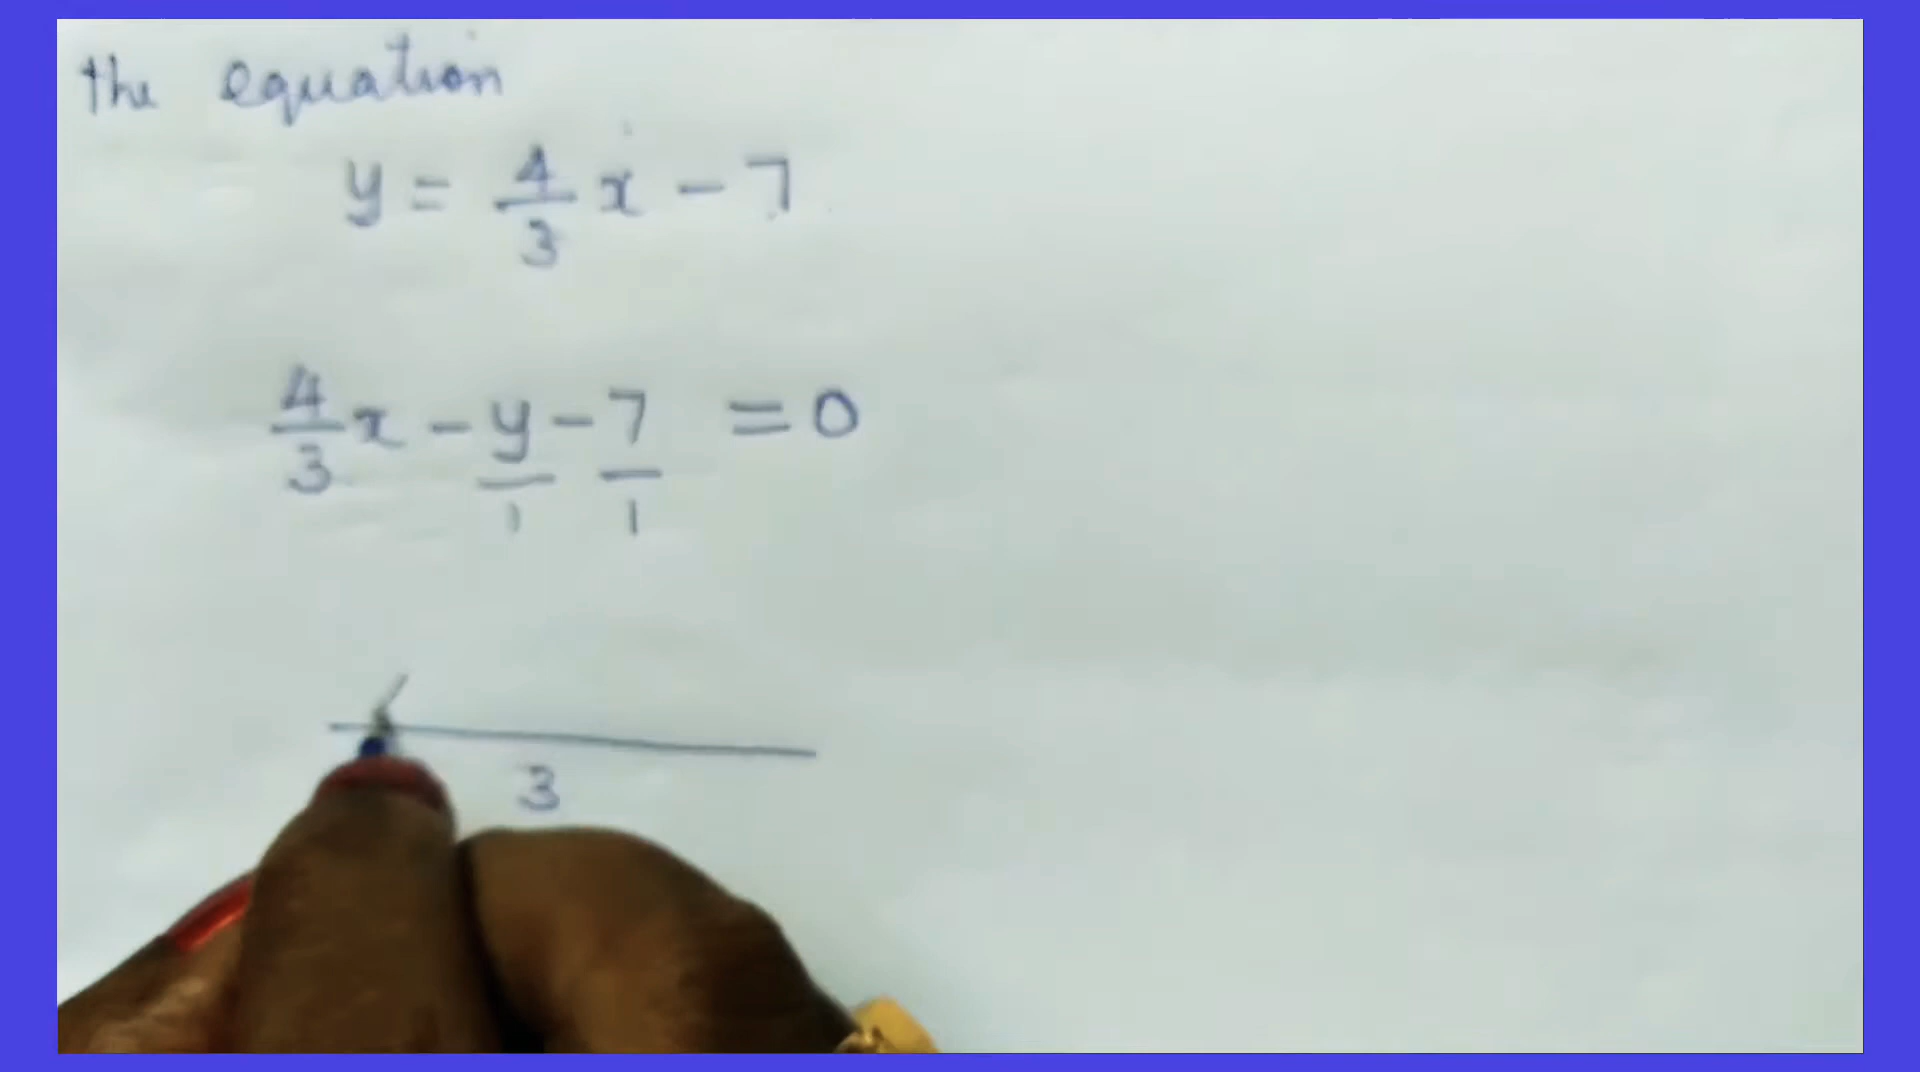 the equation
y = 4/3 x - 7
4/3 x - y/1 - 7/1 = 0
3